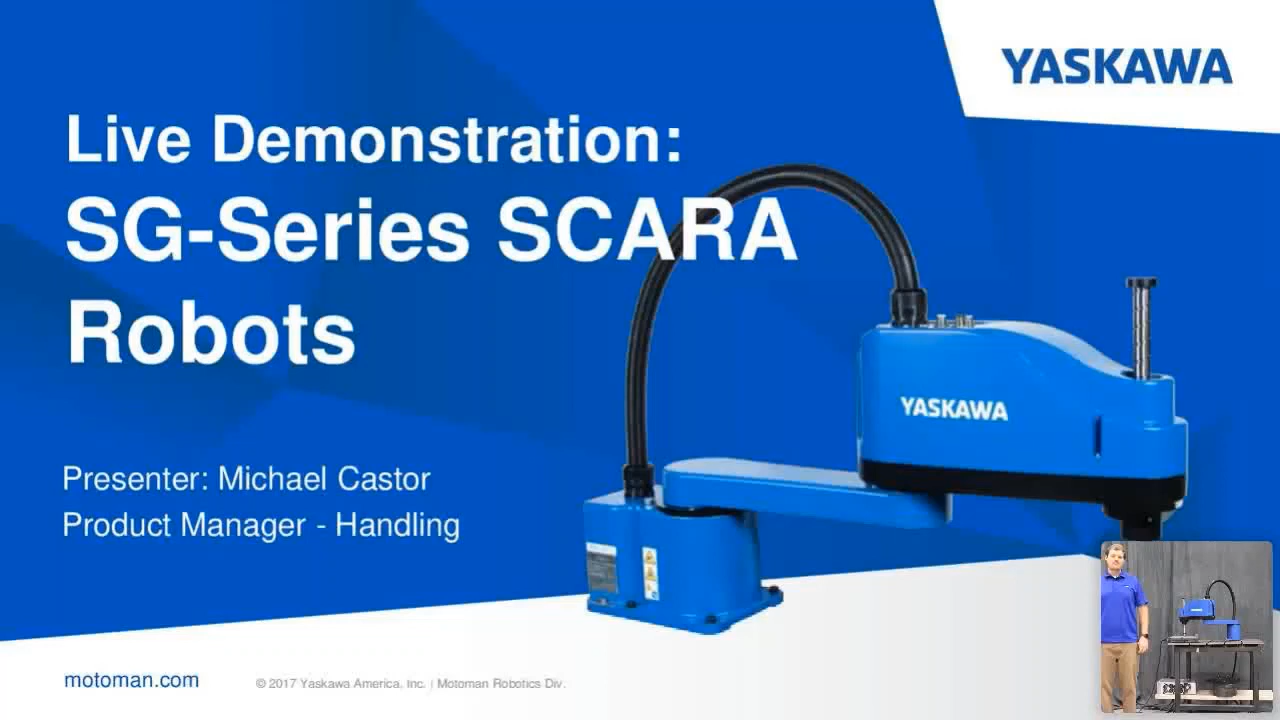 YASKAWA
Live Demonstration:
SG-Series SCARA
Robots
YASKAWA
Presenter: Michael Castor
Product Manager - Handling
motoman.com
© 2017 Yaskawa America, Inc. | Motoman Robotics Div.